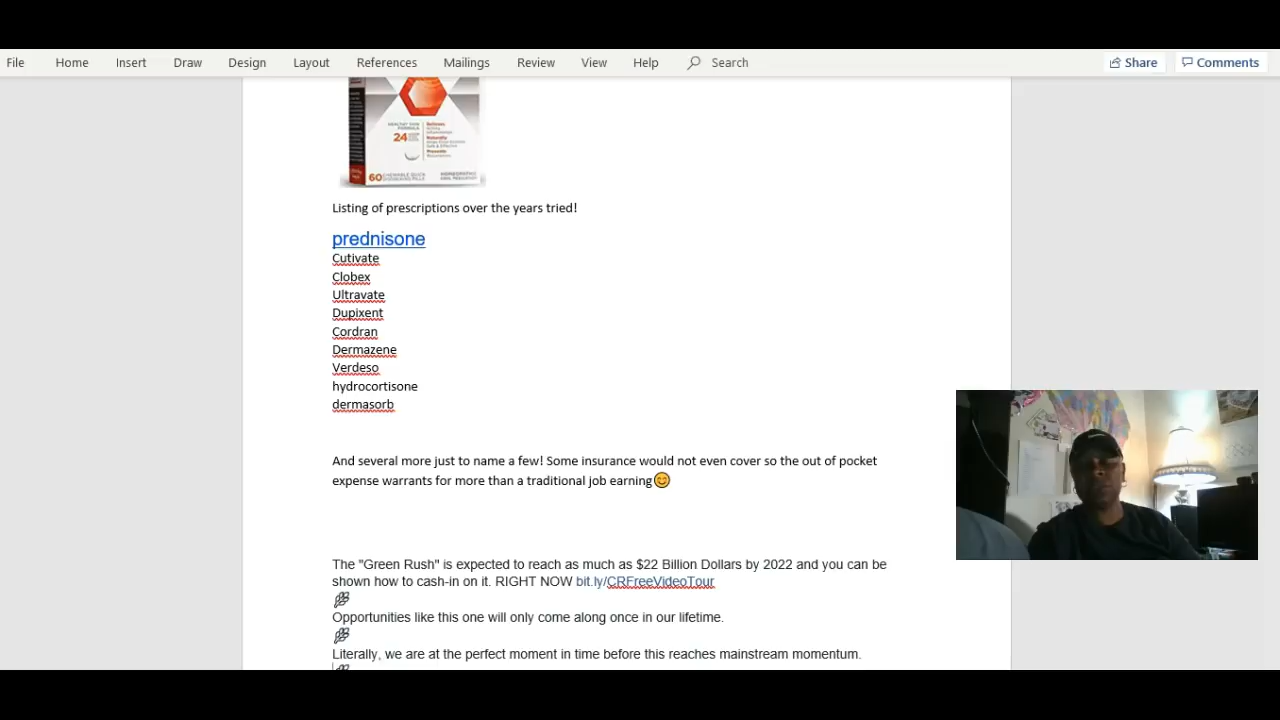 File Home Insert Draw Design Layout References Mailings Review View Help Search Share Comments
24
60
Listing of prescriptions over the years tried!
prednisone
Cutivate
Clobex
Ultravate
Dupixent
Cordran
Dermazene
Verdeso
hydrocortisone
dermasorb
And several more just to name a few! Some insurance would not even cover so the out of pocket
expense warrants for more than a traditional job earning😊
The "Green Rush" is expected to reach as much as $22 Billion Dollars by 2022 and you can be
shown how to cash-in on it. RIGHT NOW bit.ly/CRFreeVideoTour
Opportunities like this one will only come along once in our lifetime.
Literally, we are at the perfect moment in time before this reaches mainstream momentum.